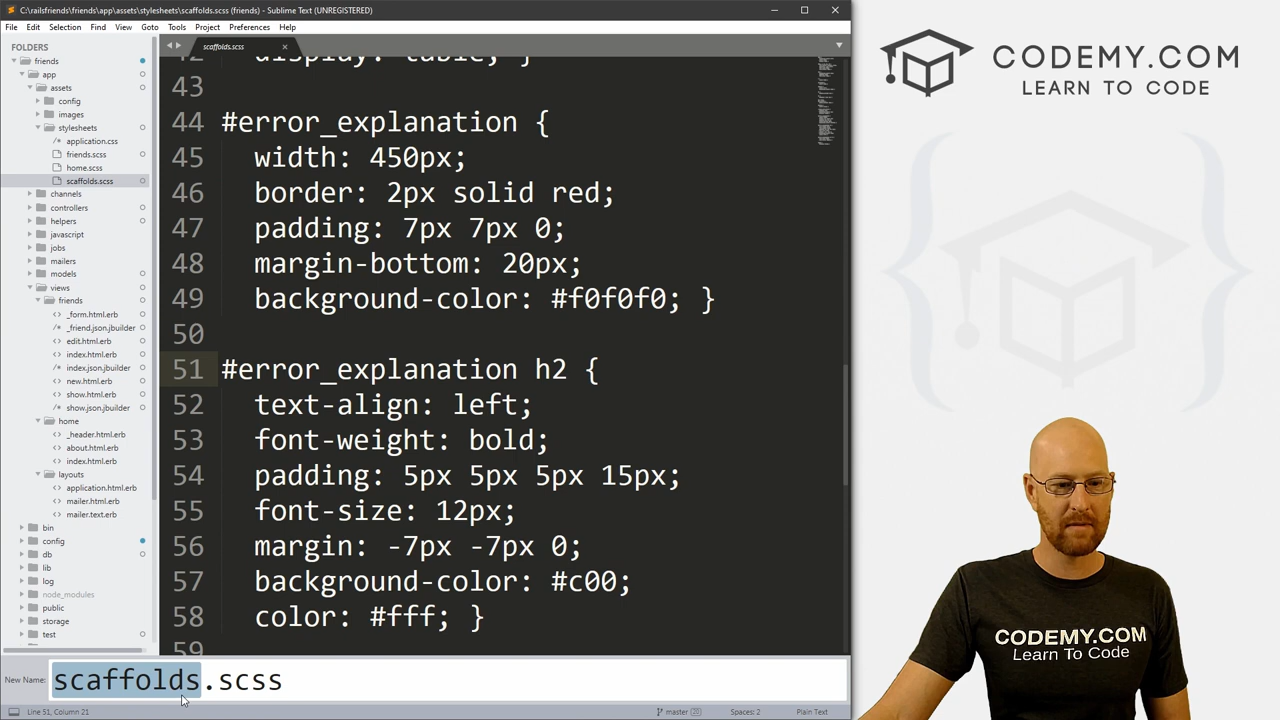 C:\railsfriends\friends\app\assets\stylesheets\scaffolds.scss (friends) - Sublime Text (UNREGISTERED)
File Edit Selection Find View Goto Tools Project Preferences Help
FOLDERS
friends
app
assets
config
images
stylesheets
application.css
friends.scss
home.scss
scaffolds.scss
channels
controllers
helpers
javascript
jobs
mailers
models
views
friends
_form.html.erb
_friend.json.jbuilder
edit.html.erb
index.html.erb
index.json.jbuilder
new.html.erb
show.html.erb
show.json.jbuilder
home
_header.html.erb
about.html.erb
index.html.erb
layouts
application.html.erb
mailer.html.erb
mailer.text.erb
bin
config
db
lib
log
node_modules
public
storage
test
scaffolds.scss
42 display: table; }
43
44 #error_explanation {
45 width: 450px;
46 border: 2px solid red;
47 padding: 7px 7px 0;
48 margin-bottom: 20px;
49 background-color: #f0f0f0; }
50
51 #error_explanation h2 {
52 text-align: left;
53 font-weight: bold;
54 padding: 5px 5px 5px 15px;
55 font-size: 12px;
56 margin: -7px -7px 0;
57 background-color: #c00;
58 color: #fff; }
59
New Name: scaffolds.scss
Line 51, Column 21
master 20
Spaces: 2
Plain Text
CODEMY.COM
LEARN TO CODE
CODEMY.COM
Learn To Code